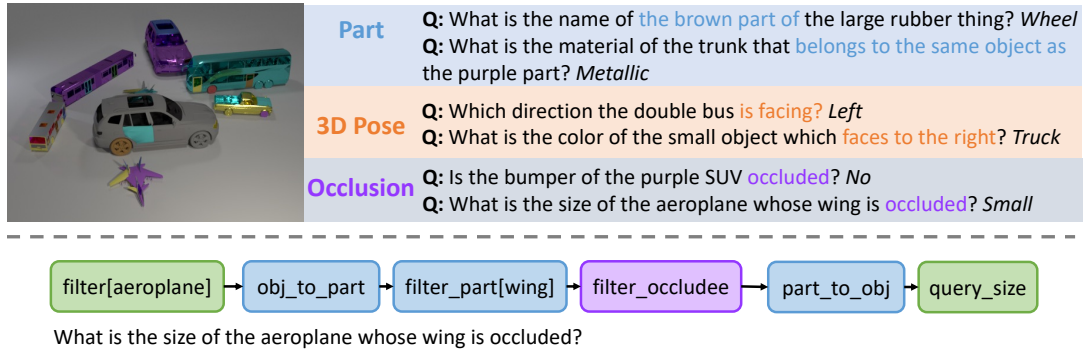 Part
Q: What is the name of the brown part of the large rubber thing? Wheel
Q: What is the material of the trunk that belongs to the same object as
the purple part? Metallic
3D Pose
Q: Which direction the double bus is facing? Left
Q: What is the color of the small object which faces to the right? Truck
Occlusion
Q: Is the bumper of the purple SUV occluded? No
Q: What is the size of the aeroplane whose wing is occluded? Small
filter[aeroplane] obj_to_part filter_part[wing] filter_occludee part_to_obj query_size
What is the size of the aeroplane whose wing is occluded?